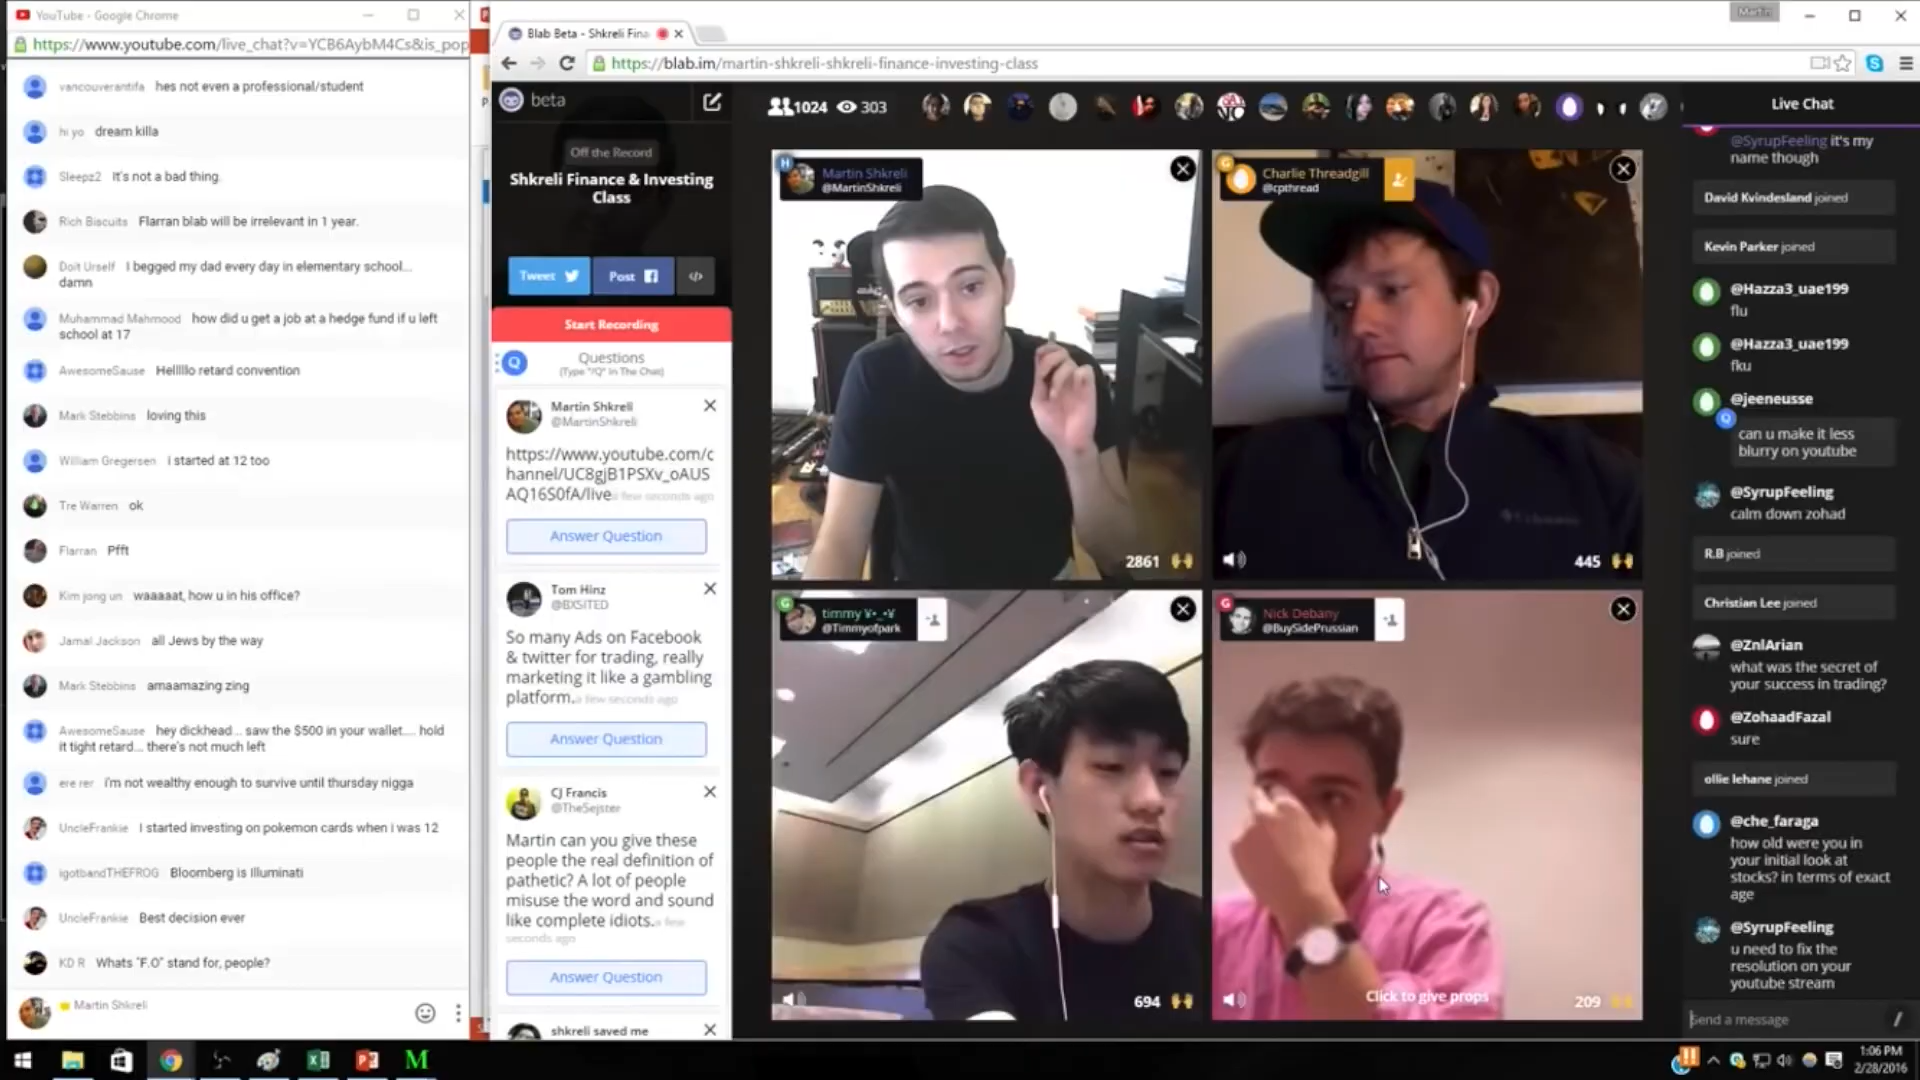 YouTube - Google Chrome
https://www.youtube.com/live_chat?v=YCB6AybM4Cs&is_pop
vancouverantifa hes not even a professional/student
hi yo dream killa
Sleepz2 It's not a bad thing.
Rich Biscuits Flarran blab will be irrelevant in 1 year.
Doit Urself I begged my dad every day in elementary school...
damn
Muhammad Mahmood how did u get a job at a hedge fund if u left
school at 17
AwesomeSause Helllllo retard convention
Mark Stebbins loving this
William Gregersen i started at 12 too
Tre Warren ok
Flarran Pfft
Kim jong un waaaaat, how u in his office?
Jamal Jackson all Jews by the way
Mark Stebbins amaamazing zing
AwesomeSause hey dickhead... saw the $500 in your wallet.... hold
it tight retard... there's not much left
ere rer i'm not wealthy enough to survive until thursday nigga
UncleFrankie I started investing on pokemon cards when i was 12
igotbandTHEFROG Bloomberg is Illuminati
UncleFrankie Best decision ever
KD R Whats "F.O" stand for, people?
Martin Shkreli
Martin
Blab Beta - Shkreli Fina
https://blab.im/martin-shkreli-shkreli-finance-investing-class
beta
Off the Record
Shkreli Finance & Investing
Class
Tweet
Post
</>
Start Recording
Q
Questions
(Type "/Q" In The Chat)
Martin Shkreli
@MartinShkreli
https://www.youtube.com/c
hannel/UC8gjB1PSXv_oAUS
AQ16S0fA/live a few seconds ago
Answer Question
Tom Hinz
@BXSITED
So many Ads on Facebook
& twitter for trading, really
marketing it like a gambling
platform. a few seconds ago
Answer Question
CJ Francis
@TheSejster
Martin can you give these
people the real definition of
pathetic? A lot of people
misuse the word and sound
like complete idiots. a few
seconds ago
Answer Question
shkreli saved me
1024 303
H
Martin Shkreli
@MartinShkreli
2861
G
Charlie Threadgill
@cpthread
445
G
timmy ¥•_•¥
@Timmyofpark
694
G
Nick Debany
@BuySidePrussian
Click to give props
209
Live Chat
@SyrupFeeling it's my
name though
David Kvindesland joined
Kevin Parker joined
@Hazza3_uae199
flu
@Hazza3_uae199
fku
@jeeneusse
Q
can u make it less
blurry on youtube
@SyrupFeeling
calm down zohad
R.B joined
Christian Lee joined
@ZnlArian
what was the secret of
your success in trading?
@ZohaadFazal
sure
ollie lehane joined
@che_faraga
how old were you in
your initial look at
stocks? in terms of exact
age
@SyrupFeeling
u need to fix the
resolution on your
youtube stream
Send a message
/
M
1:06 PM
2/28/2016